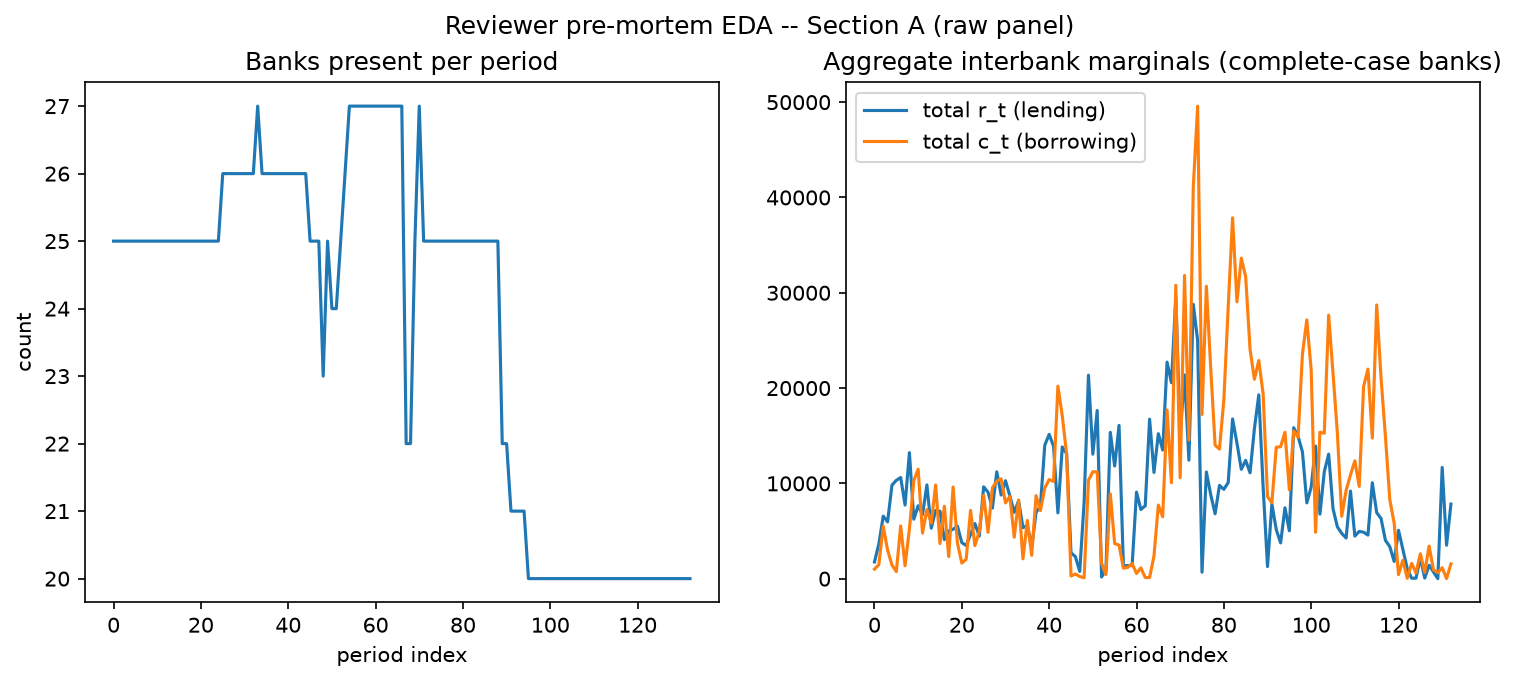 Reviewer pre-mortem EDA -- Section A (raw panel)
Banks present per period
27
26
25
24
23
22
21
20
count
0 20 40 60 80 100 120
period index
Aggregate interbank marginals (complete-case banks)
total r_t (lending)
total c_t (borrowing)
50000
40000
30000
20000
10000
0
0 20 40 60 80 100 120
period index